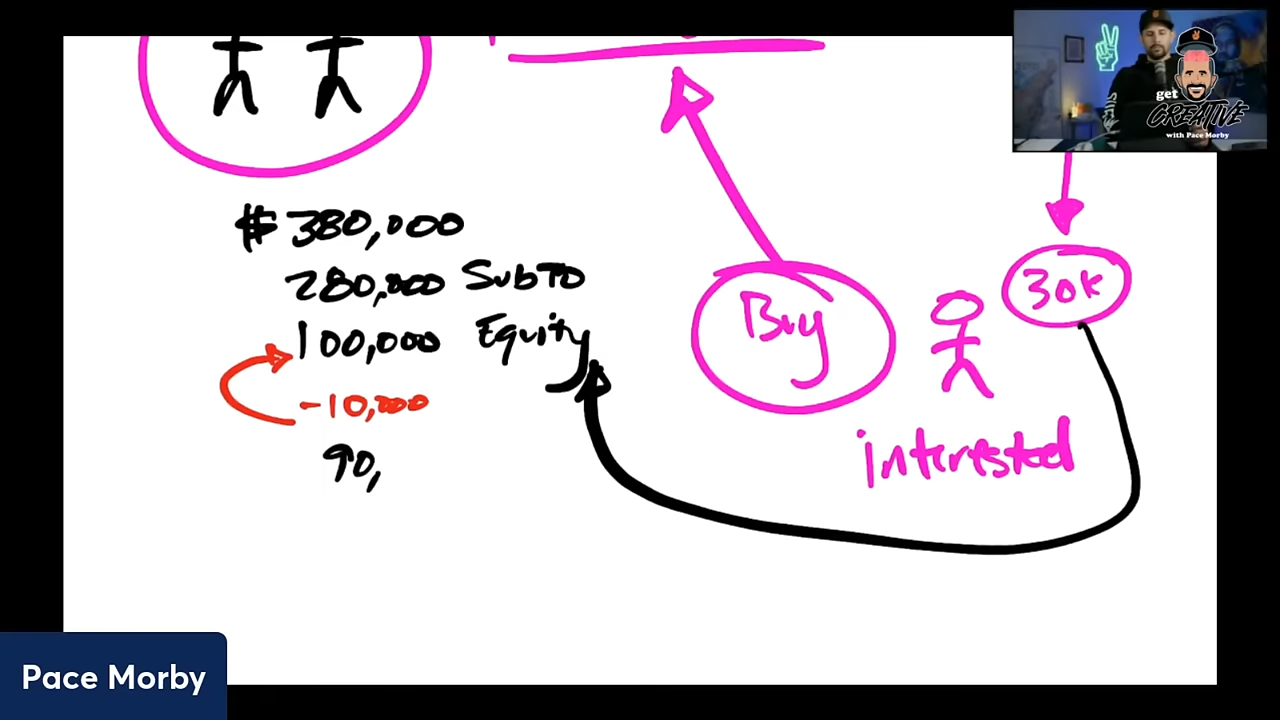 get
CREATIVE
with Pace Morby
$380,000
280,000 SubTo
100,000 Equity
-10,000
90,
Buy
30K
interested
Pace Morby